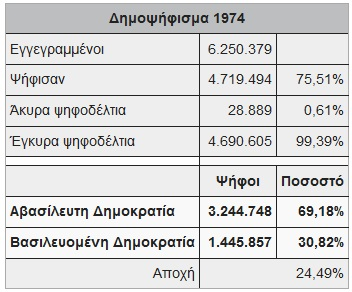 Δημοψήφισμα 1974
Εγγεγραμμένοι 6.250.379
Ψήφισαν 4.719.494 75,51%
Άκυρα ψηφοδέλτια 28.889 0,61%
Έγκυρα ψηφοδέλτια 4.690.605 99,39%
Ψήφοι Ποσοστό
Αβασίλευτη Δημοκρατία 3.244.748 69,18%
Βασιλευομένη Δημοκρατία 1.445.857 30,82%
Αποχή 24,49%